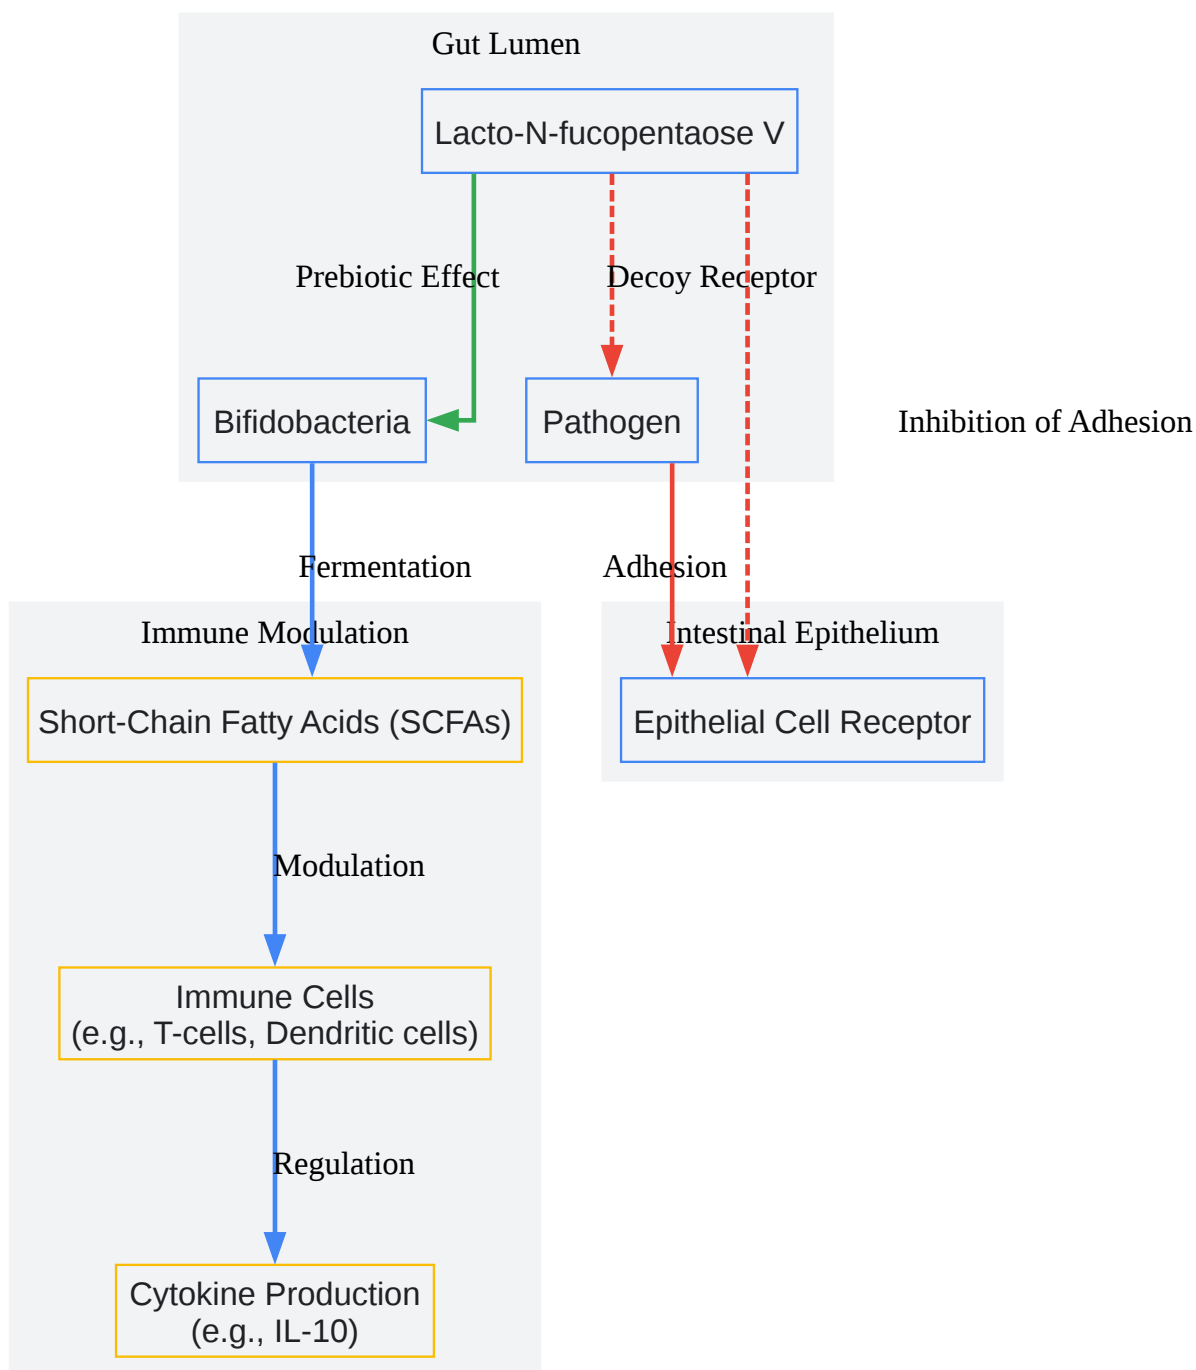 Gut Lumen
Lacto-N-fucopentaose V
Prebiotic Effect
Decoy Receptor
Bifidobacteria
Pathogen
Inhibition of Adhesion
Fermentation
Adhesion
Immune Modulation
Intestinal Epithelium
Short-Chain Fatty Acids (SCFAs)
Epithelial Cell Receptor
Modulation
Immune Cells
(e.g., T-cells, Dendritic cells)
Regulation
Cytokine Production
(e.g., IL-10)